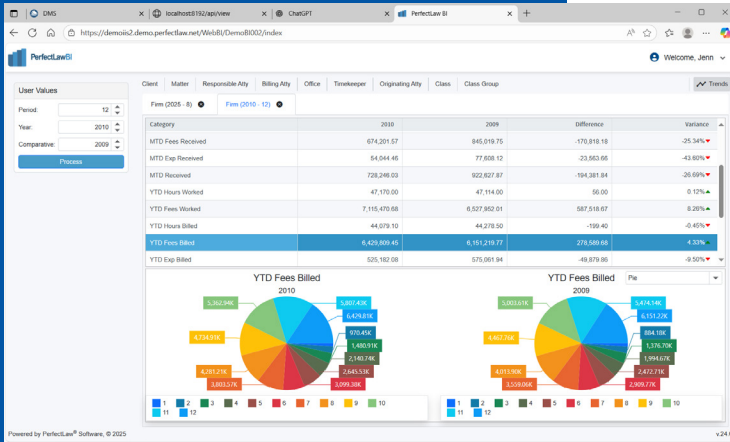 DMS localhost:8192/api/view ChatGPT PerfectLaw BI
https://demoiis2.demo.perfectlaw.net/WebBI/DemoBI002/index
PerfectLawBI Welcome, Jenn
User Values
Period: 12
Year: 2010
Comparative: 2009
Process
Client Matter Responsible Atty Billing Atty Office Timekeeper Originating Atty Class Class Group Trends
Firm (2025 - 8) Firm (2010 - 12)
Category 2010 2009 Difference Variance
MTD Fees Received 674,201.57 845,019.75 -170,818.18 -25.34%
MTD Exp Received 54,044.46 77,608.12 -23,563.66 -43.60%
MTD Received 728,246.03 922,627.87 -194,381.84 -26.69%
YTD Hours Worked 47,170.00 47,114.00 56.00 0.12%
YTD Fees Worked 7,115,470.68 6,527,952.01 587,518.67 8.26%
YTD Hours Billed 44,079.10 44,278.50 -199.40 -0.45%
YTD Fees Billed 6,429,809.45 6,151,219.77 278,589.68 4.33%
YTD Exp Billed 525,182.08 575,061.94 -49,879.86 -9.50%
YTD Fees Billed
2010
5,362.94K 5,807.43K
6,429.81K
4,734.91K 970.45K
1,480.91K
2,140.74K
4,281.21K 2,645.53K
3,803.57K 3,099.38K
1 2 3 4 5 6 7 8 9 10
11 12
YTD Fees Billed Pie
2009
5,003.61K 5,474.14K
6,151.22K
4,462.76K 884.18K
1,376.70K
1,994.67K
4,013.90K 2,472.71K
3,559.06K 2,909.77K
1 2 3 4 5 6 7 8 9 10
11 12
Powered by PerfectLaw® Software, © 2025